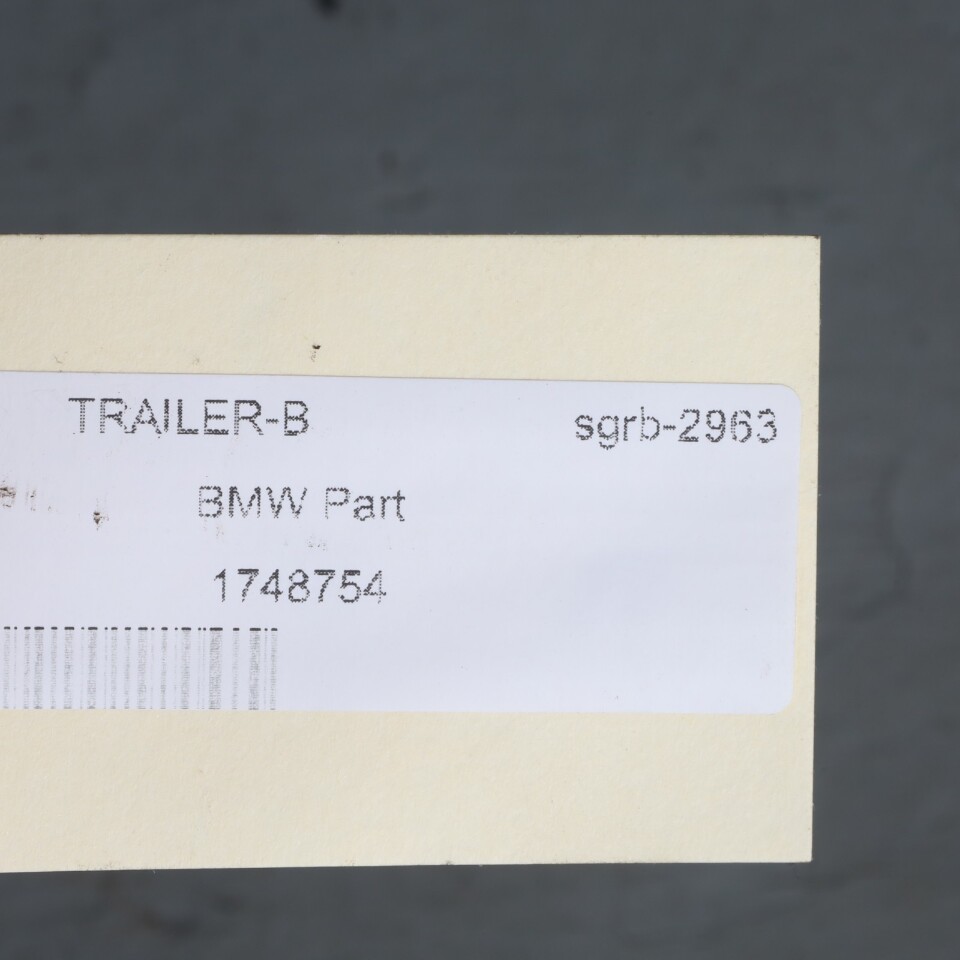 TRAILER-B sgrb-2963
BMW Part
1748754